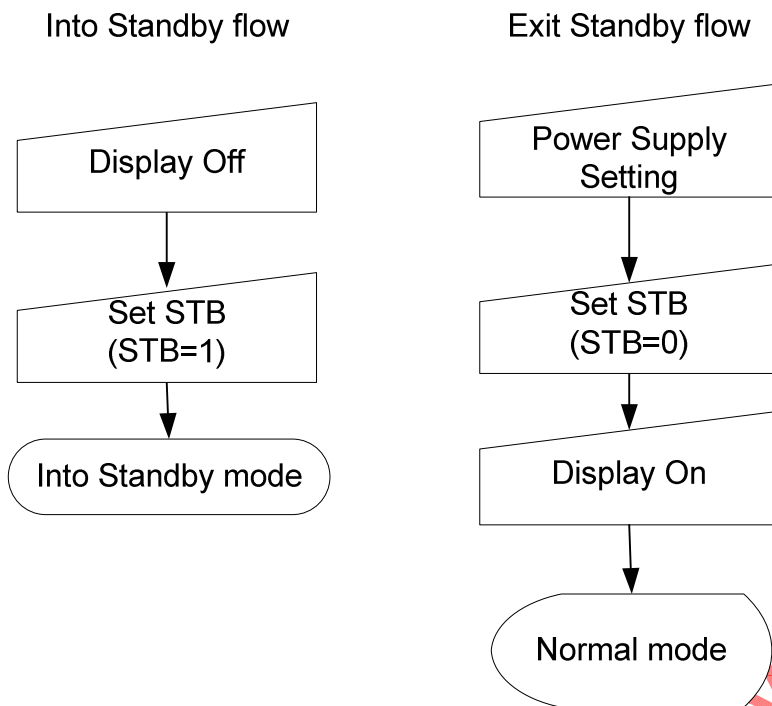 Into Standby flow
Display Off
Set STB
(STB=1)
Into Standby mode
Exit Standby flow
Power Supply
Setting
Set STB
(STB=0)
Display On
Normal mode